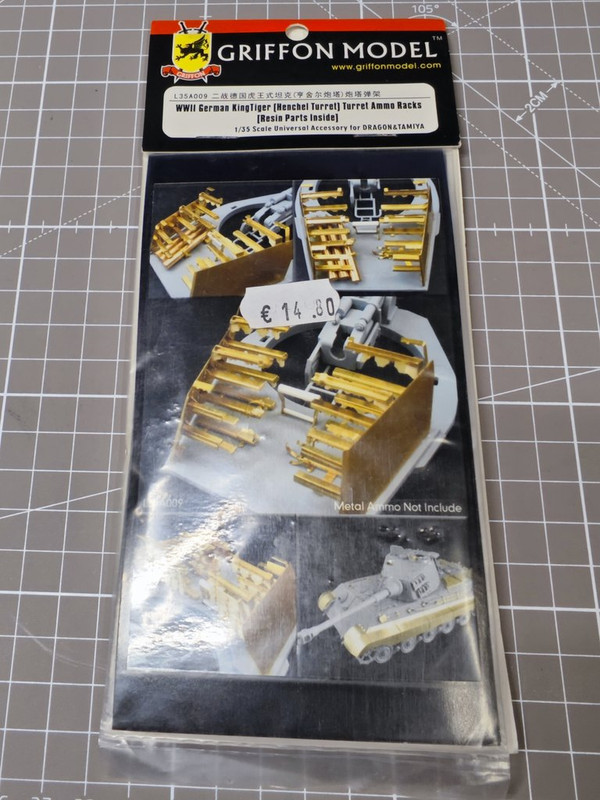 105°
GRIFFON MODEL™
GRIFFON
www.griffonmodel.com
L35A009 二战德国虎王式坦克(亨舍尔炮塔)炮塔弹架
WWII German KingTiger [Henchel Turret] Turret Ammo Racks
[Resin Parts Inside]
1/35 Scale Universal Accessory for DRAGON&TAMIYA
2CM
€ 14.80
Metal Ammo Not Include